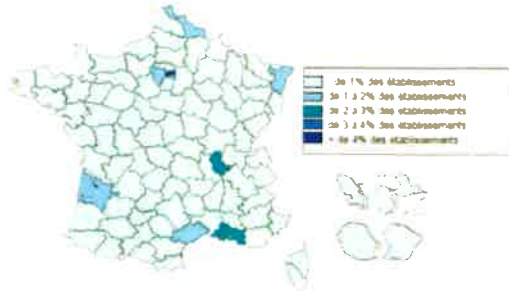 de 1% des établissements
de 1 à 2% des établissements
de 2 à 3% des établissements
de 3 à 4% des établissements
+ de 4% des établissements